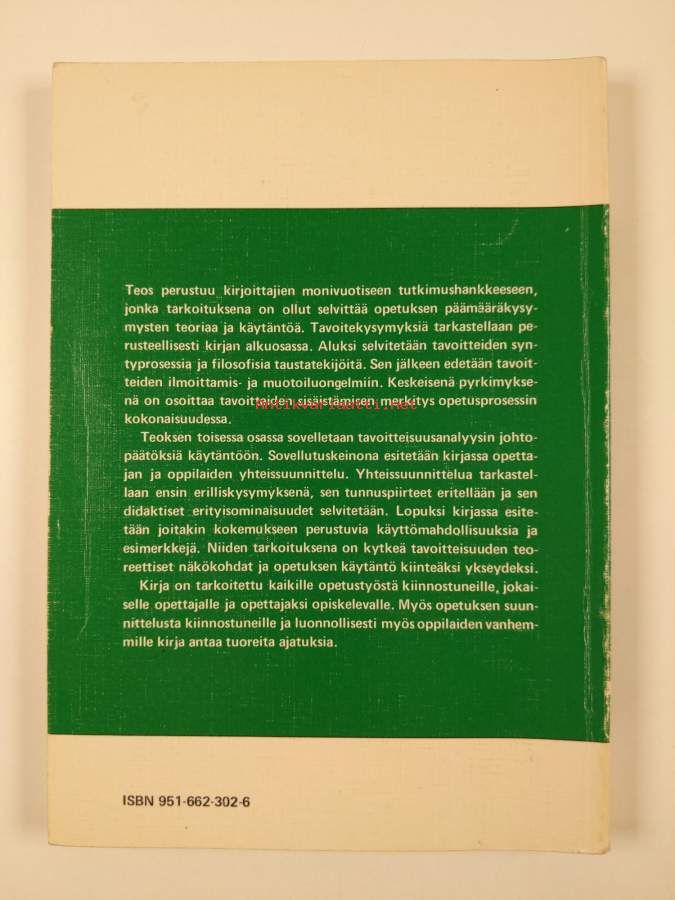 Teos perustuu kirjoittajien monivuotiseen tutkimushankkeeseen,
jonka tarkoituksena on ollut selvittää opetuksen päämääräkysy-
mysten teoriaa ja käytäntöä. Tavoitekysymyksiä tarkastellaan pe-
rusteellisesti kirjan alkuosassa. Aluksi selvitetään tavoitteiden syn-
typrosessia ja filosofisia taustatekijöitä. Sen jälkeen edetään tavoit-
teiden ilmoittamis- ja muotoiluongelmiin. Keskeisenä pyrkimykse-
nä on osoittaa tavoitteiden sisäistämisen merkitys opetusprosessin
Antikvariaatti.net
kokonaisuudessa.
Teoksen toisessa osassa sovelletaan tavoitteisuusanalyysin johto-
päätöksiä käytäntöön. Sovellutuskeinona esitetään kirjassa opetta-
jan ja oppilaiden yhteissuunnittelu. Yhteissuunnittelua tarkastel-
laan ensin erilliskysymyksenä, sen tunnuspiirteet eritellään ja sen
didaktiset erityisominaisuudet selvitetään. Lopuksi kirjassa esite-
tään joitakin kokemukseen perustuvia käyttömahdollisuuksia ja
esimerkkejä. Niiden tarkoituksena on kytkeä tavoitteisuuden teo-
reettiset näkökohdat ja opetuksen käytäntö kiinteäksi ykseydeksi.
Kirja on tarkoitettu kaikille opetustyöstä kiinnostuneille, jokai-
selle opettajalle ja opettajaksi opiskelevalle. Myös opetuksen suun-
nittelusta kiinnostuneille ja luonnollisesti myös oppilaiden vanhem-
mille kirja antaa tuoreita ajatuksia.
ISBN 951-662-302-6